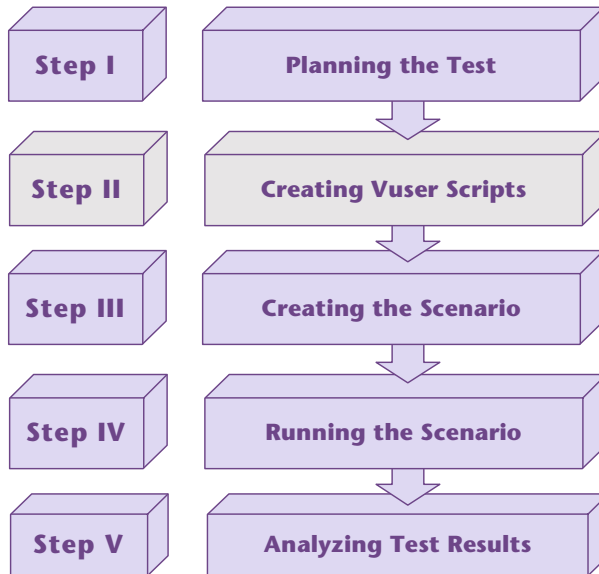 Step I
Planning the Test
Step II
Creating Vuser Scripts
Step III
Creating the Scenario
Step IV
Running the Scenario
Step V
Analyzing Test Results